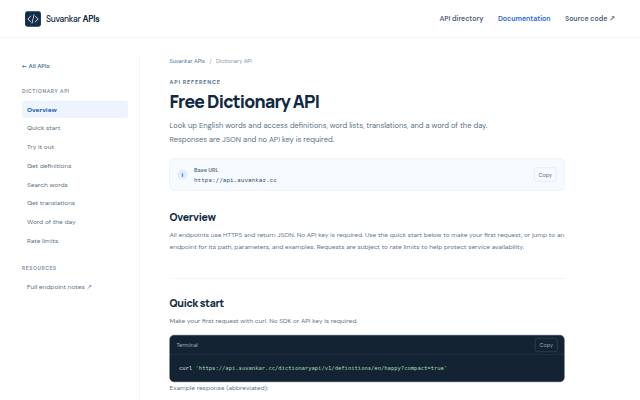 Suvankar APIs
API directory
Documentation
Source code ↗
← All APIs
DICTIONARY API
Overview
Quick start
Try it out
Get definitions
Search words
Get translations
Word of the day
Rate limits
RESOURCES
Full endpoint notes ↗
Suvankar APIs / Dictionary API
API REFERENCE
Free Dictionary API
Look up English words and access definitions, word lists, translations, and a word of the day.
Responses are JSON and no API key is required.
i
Base URL
https://api.suvankar.cc
Copy
Overview
All endpoints use HTTPS and return JSON. No API key is required. Use the quick start below to make your first request, or jump to an
endpoint for its path, parameters, and examples. Requests are subject to rate limits to help protect service availability.
Quick start
Make your first request with curl. No SDK or API key is required.
Terminal
Copy
curl 'https://api.suvankar.cc/dictionaryapi/v1/definitions/en/happy?compact=true'
Example response (abbreviated):